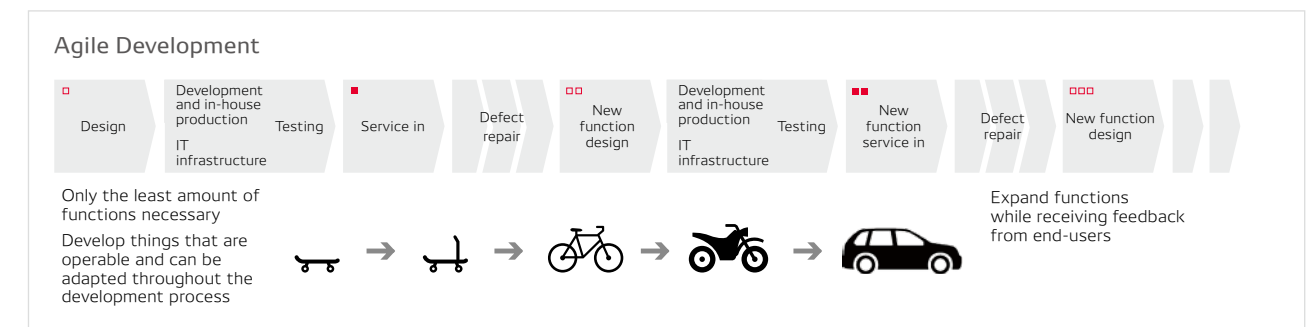 Agile Development
Design
Development
and in-house
production
IT
infrastructure
Testing
Service in
Defect
repair
New
function
design
Development
and in-house
production
IT
infrastructure
Testing
New
function
service in
Defect
repair
New function
design
Only the least amount of
functions necessary
Develop things that are
operable and can be
adapted throughout the
development process
Expand functions
while receiving feedback
from end-users